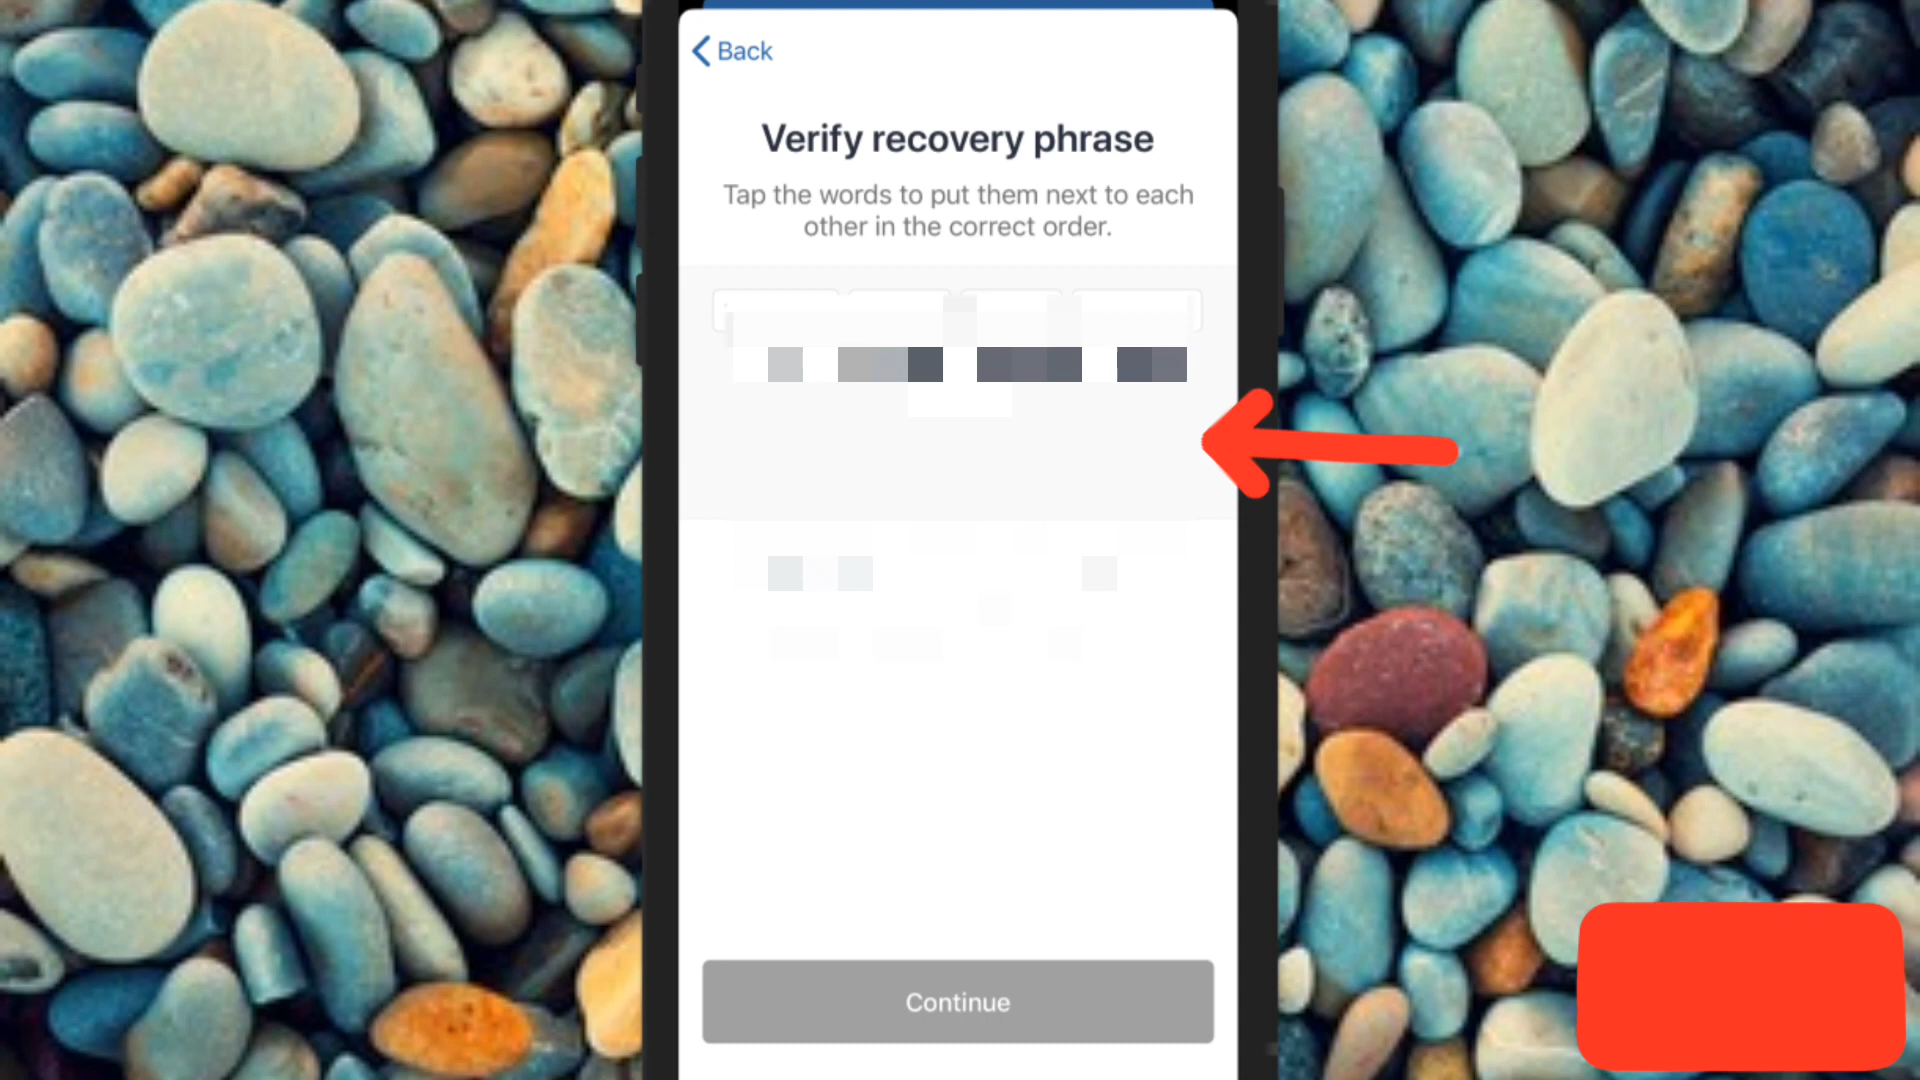 Back
Verify recovery phrase
Tap the words to put them next to each
other in the correct order.
Continue